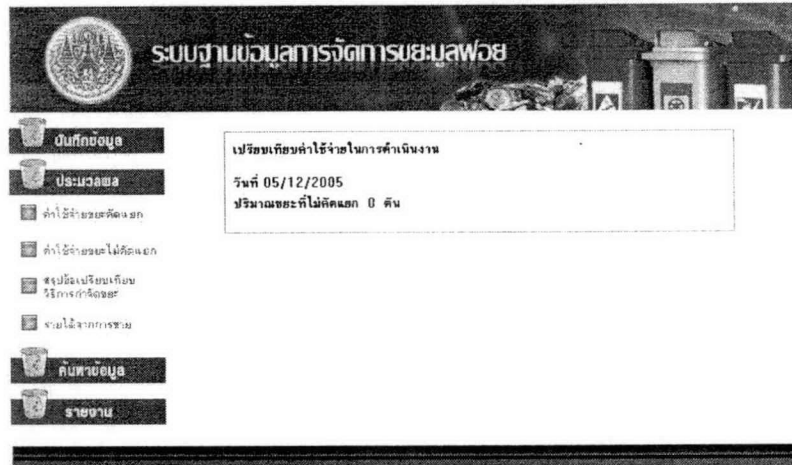 ระบบฐานข้อมูลการจัดการขยะมูลฝอย
บันทึกข้อมูล
ประมวลผล
ค่าใช้จ่ายขยะคัดแยก
ค่าใช้จ่ายขยะไม่คัดแยก
สรุปข้อเปรียบเทียบ
วิธีการกำจัดขยะ
รายได้จากการขาย
ค้นหาข้อมูล
รายงาน
เปรียบเทียบค่าใช้จ่ายในการดำเนินงาน
วันที่ 05/12/2005
ปริมาณขยะที่ไม่คัดแยก 0 ตัน